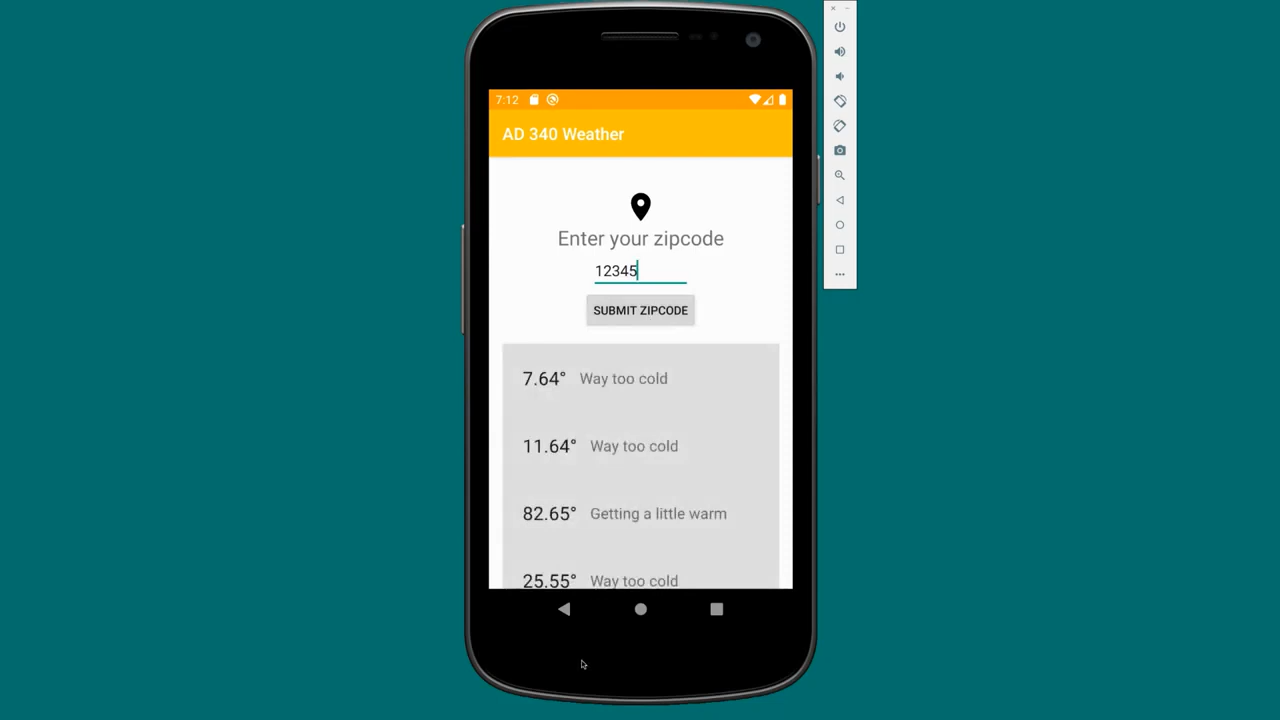 7.12
AD 340 Weather
Enter your zipcode
12345
SUBMIT ZIPCODE
7.64° Way too cold
11.64° Way too cold
82.65° Getting a little warm
25.55° Way too cold